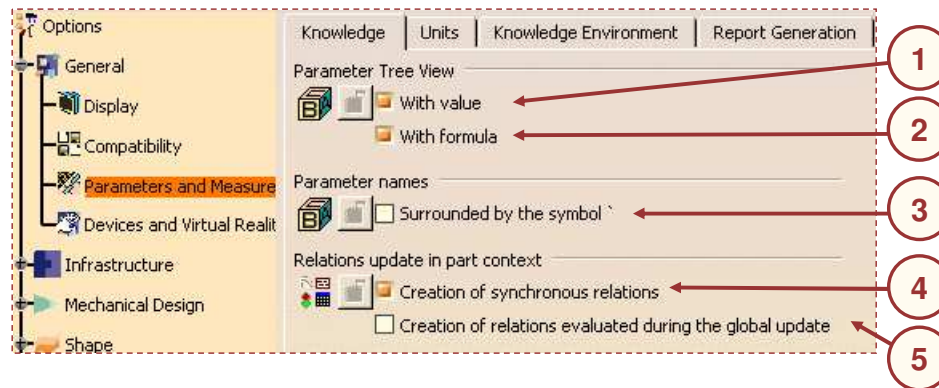 Options
General
Display
Compatibility
Parameters and Measure
Devices and Virtual Realit
Infrastructure
Mechanical Design
Shape
Knowledge Units Knowledge Environment Report Generation
Parameter Tree View
With value
With formula
Parameter names
Surrounded by the symbol `
Relations update in part context
Creation of synchronous relations
Creation of relations evaluated during the global update
1
2
3
4
5